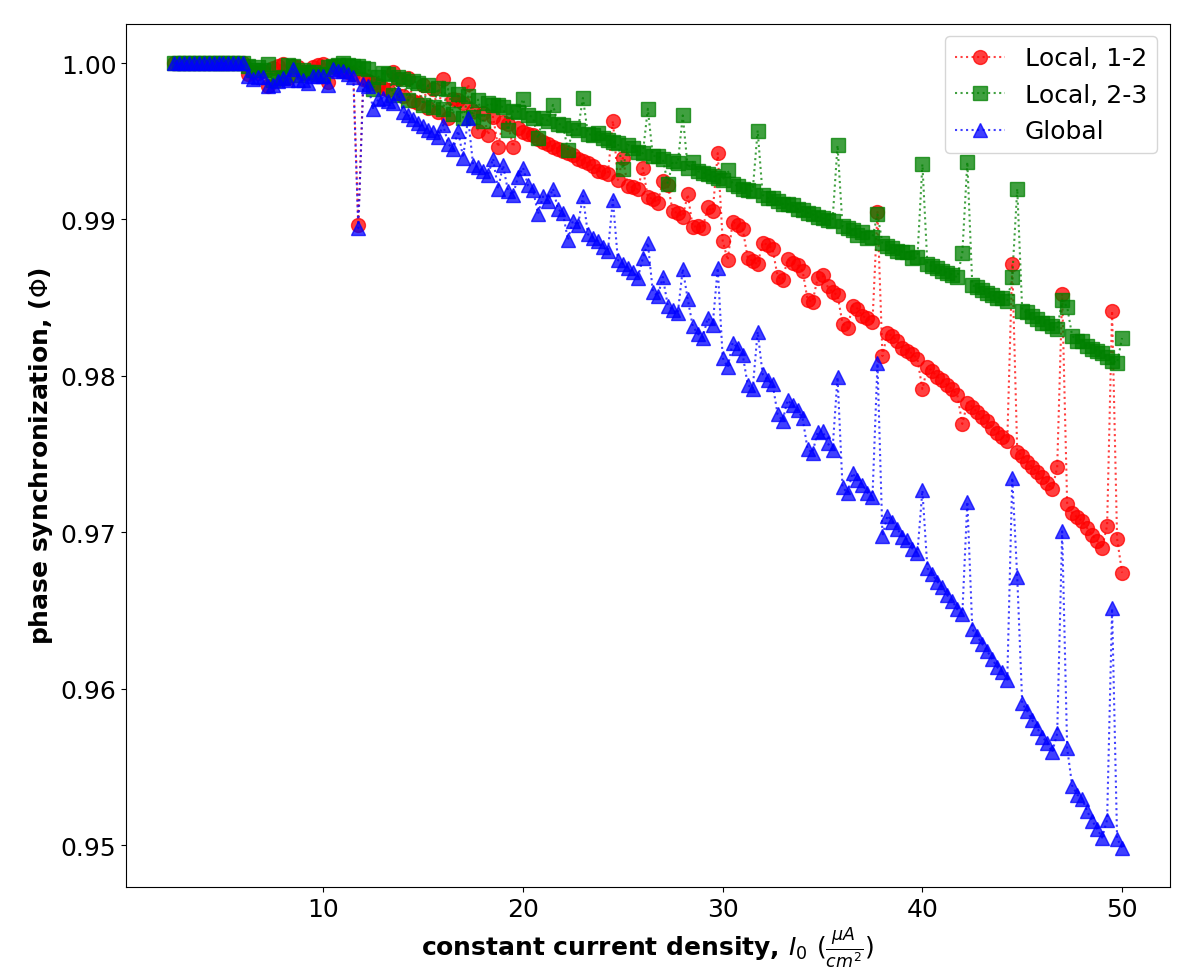 Local, 1-2
Local, 2-3
Global
phase synchronization, (Φ)
1.00
0.99
0.98
0.97
0.96
0.95
10 20 30 40 50
constant current density, I₀ (μA/cm²)